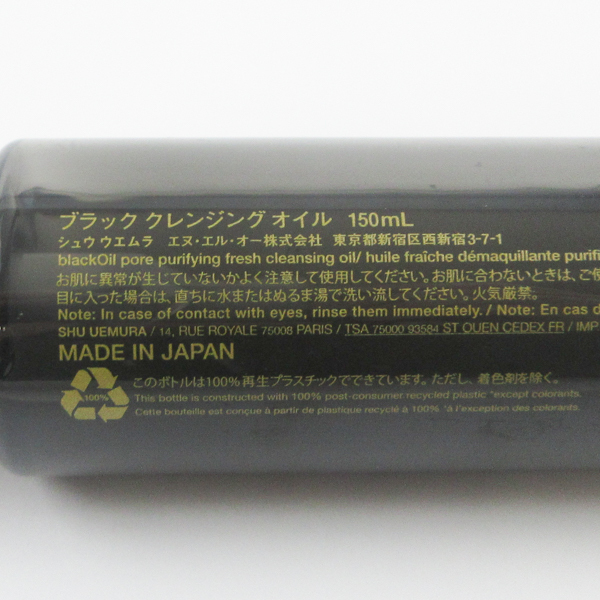 ブラック クレンジング オイル 150mL
シュウ ウエムラ エヌ・エル・オー株式会社 東京都新宿区西新宿3-7-1
blackOil pore purifying fresh cleansing oil/ huile fraîche démaquillante purifi
お肌に異常が生じていないかよく注意して使用してください。お肌に合わないときは、ご使
目に入った場合は、直ちに水またはぬるま湯で洗い流してください。火気厳禁。
Note: In case of contact with eyes, rinse them immediately. / Note: En cas d
SHU UEMURA / 14, RUE ROYALE 75008 PARIS / TSA 75000 93584 ST OUEN CEDEX FR / IMP
MADE IN JAPAN
100%
このボトルは100%再生プラスチックでできています。ただし、着色剤を除く。
This bottle is constructed with 100% post-consumer recycled plastic *except colorants.
Cette bouteille est conçue à partir de plastique recyclé à 100% *à l'exception des colorants.